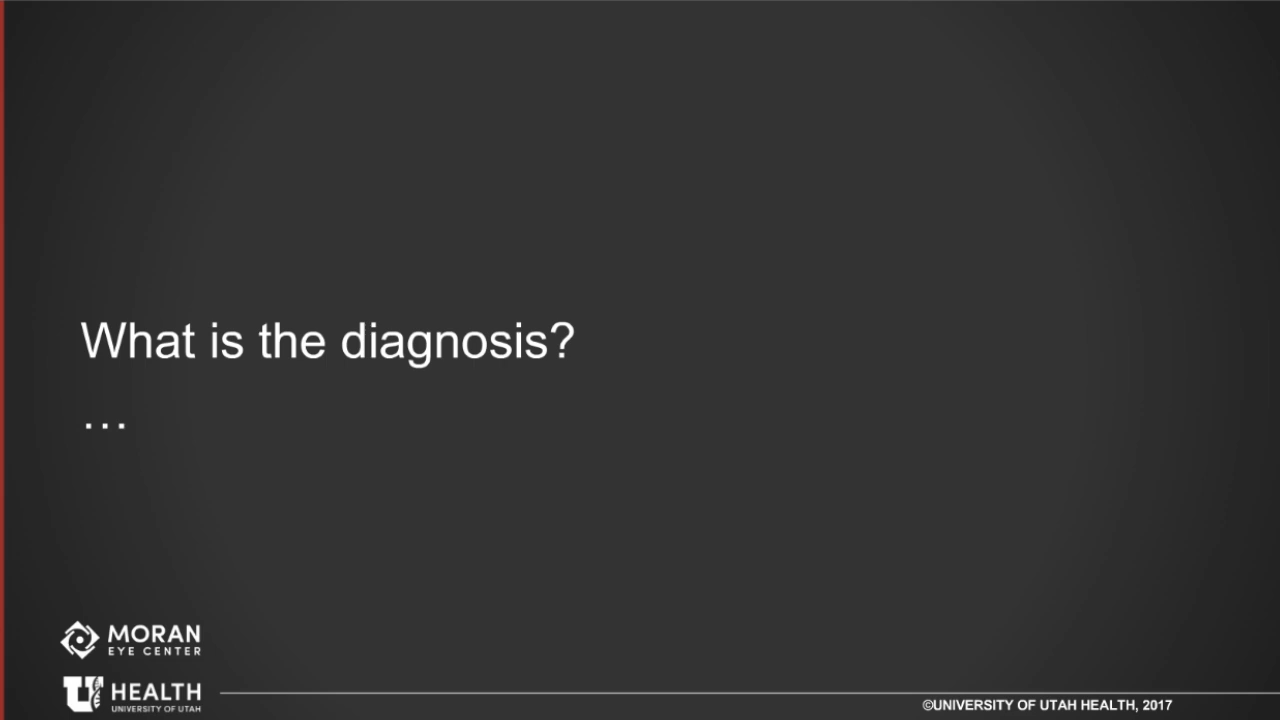 What is the diagnosis?
…
MORAN
EYE CENTER
U HEALTH
UNIVERSITY OF UTAH
©UNIVERSITY OF UTAH HEALTH, 2017